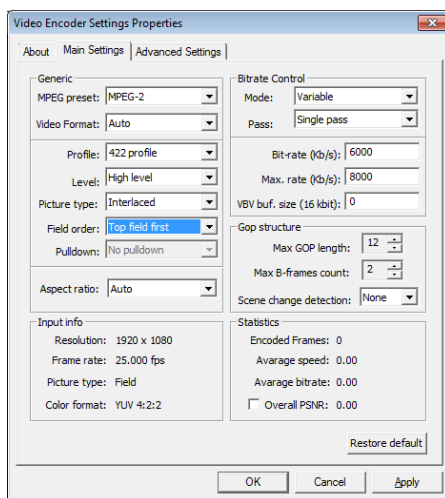 Video Encoder Settings Properties
About
Main Settings
Advanced Settings
Generic
MPEG preset: MPEG-2
Video Format: Auto
Profile: 422 profile
Level: High level
Picture type: Interlaced
Field order: Top field first
Pulldown: No pulldown
Aspect ratio: Auto
Input info
Resolution: 1920 x 1080
Frame rate: 25.000 fps
Picture type: Field
Color format: YUV 4:2:2
Bitrate Control
Mode: Variable
Pass: Single pass
Bit-rate (Kb/s): 6000
Max. rate (Kb/s): 8000
VBV buf. size (16 kbit): 0
Gop structure
Max GOP length: 12
Max B-frames count: 2
Scene change detection: None
Statistics
Encoded Frames: 0
Avarage speed: 0.00
Avarage bitrate: 0.00
Overall PSNR: 0.00
Restore default
OK
Cancel
Apply